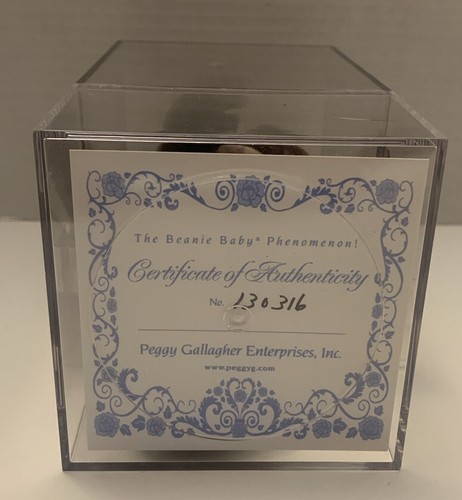 The Beanie Baby® Phenomenon!
Certificate of Authenticity
No. 130316
Peggy Gallagher Enterprises, Inc.
www.peggyg.com